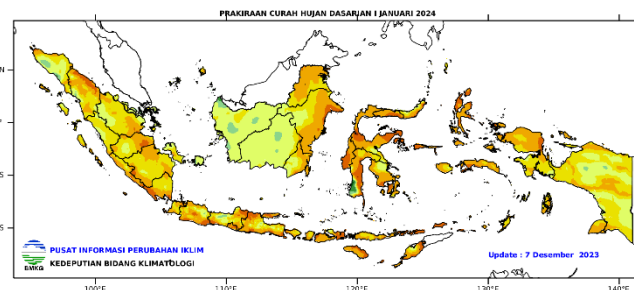 PRAKIRAAN CURAH HUJAN DASARIAN I JANUARI 2024
N
S
S
PUSAT INFORMASI PERUBAHAN IKLIM
KEDEPUTIAN BIDANG KLIMATOLOGI
BMKG
Update : 7 Desember 2023
100°E 110°E 120°E 130°E 140°E